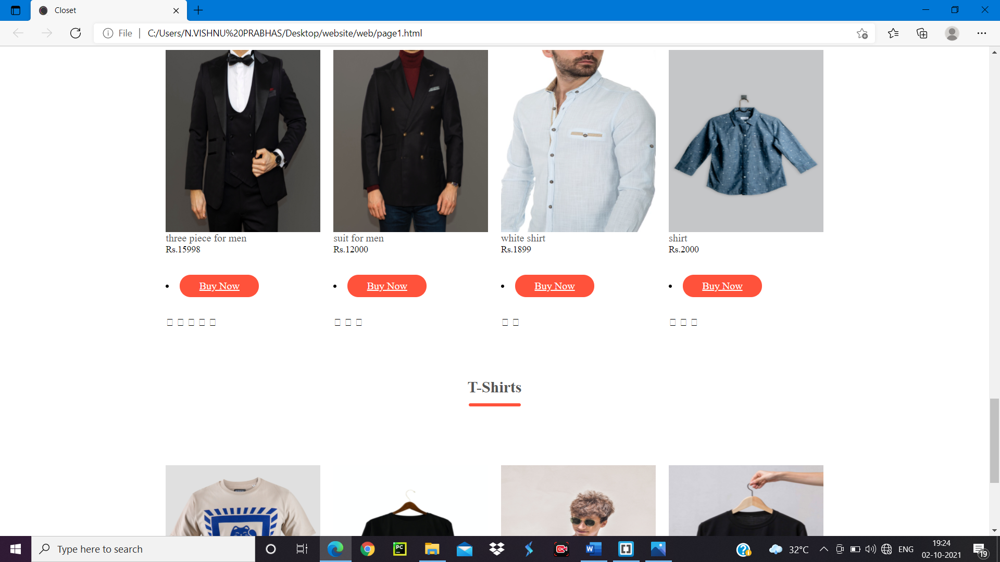 Closet
File
C:/Users/N.VISHNU%20PRABHAS/Desktop/website/web/page1.html
three piece for men
Rs.15998
suit for men
Rs.12000
white shirt
Rs.1899
shirt
Rs.2000
Buy Now
Buy Now
Buy Now
Buy Now
T-Shirts
Type here to search
PC
W
32°C
ENG
19:24
02-10-2021
19